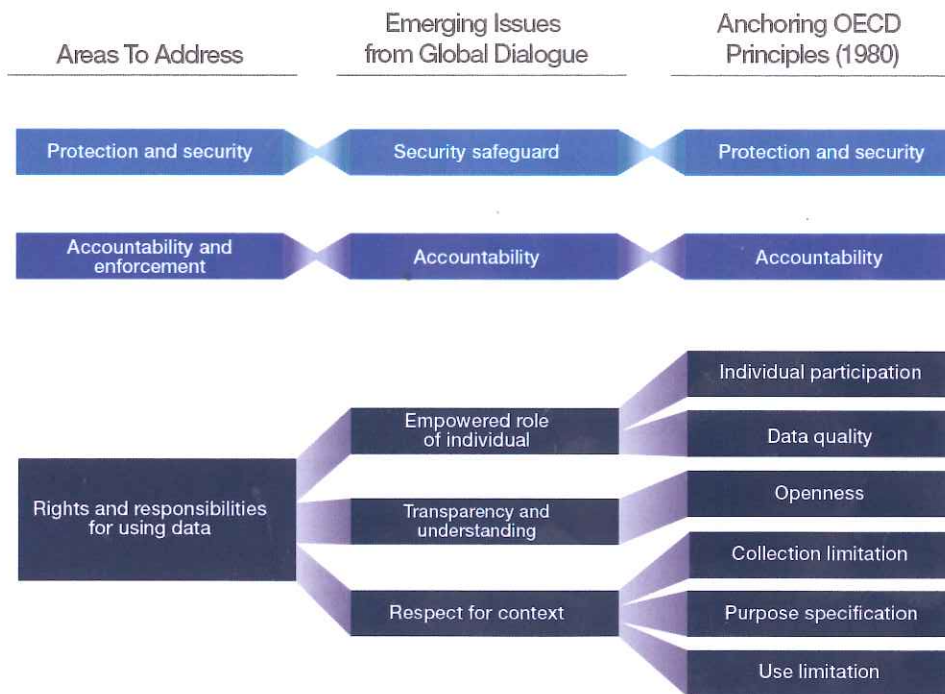 Areas To Address
Emerging Issues
from Global Dialogue
Anchoring OECD
Principles (1980)
Protection and security
Security safeguard
Protection and security
Accountability and
enforcement
Accountability
Accountability
Rights and responsibilities
for using data
Empowered role
of individual
Transparency and
understanding
Respect for context
Individual participation
Data quality
Openness
Collection limitation
Purpose specification
Use limitation